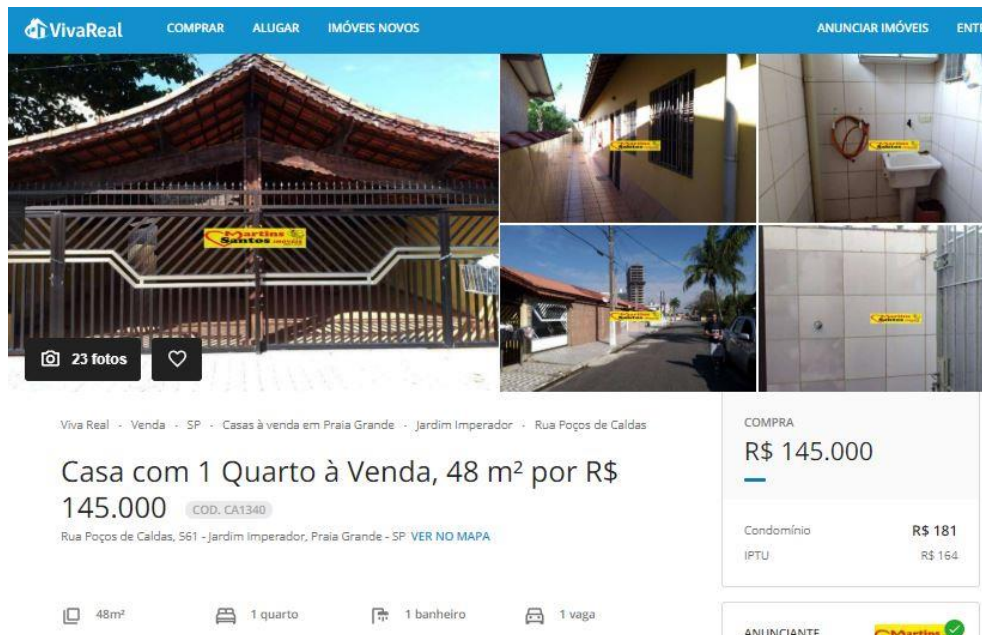 VivaReal
COMPRAR ALUGAR IMÓVEIS NOVOS
ANUNCIAR IMÓVEIS
Martins
Santos IMÓVEIS
23 fotos
Viva Real - Venda - SP - Casas à venda em Praia Grande - Jardim Imperador - Rua Poços de Caldas
Casa com 1 Quarto à Venda, 48 m² por R$
145.000 COD. CA1340
Rua Poços de Caldas, 561 - Jardim Imperador, Praia Grande - SP VER NO MAPA
48m² 1 quarto 1 banheiro 1 vaga
COMPRA
R$ 145.000
Condomínio R$ 181
IPTU R$ 164
ANUNCIANTE
Martins